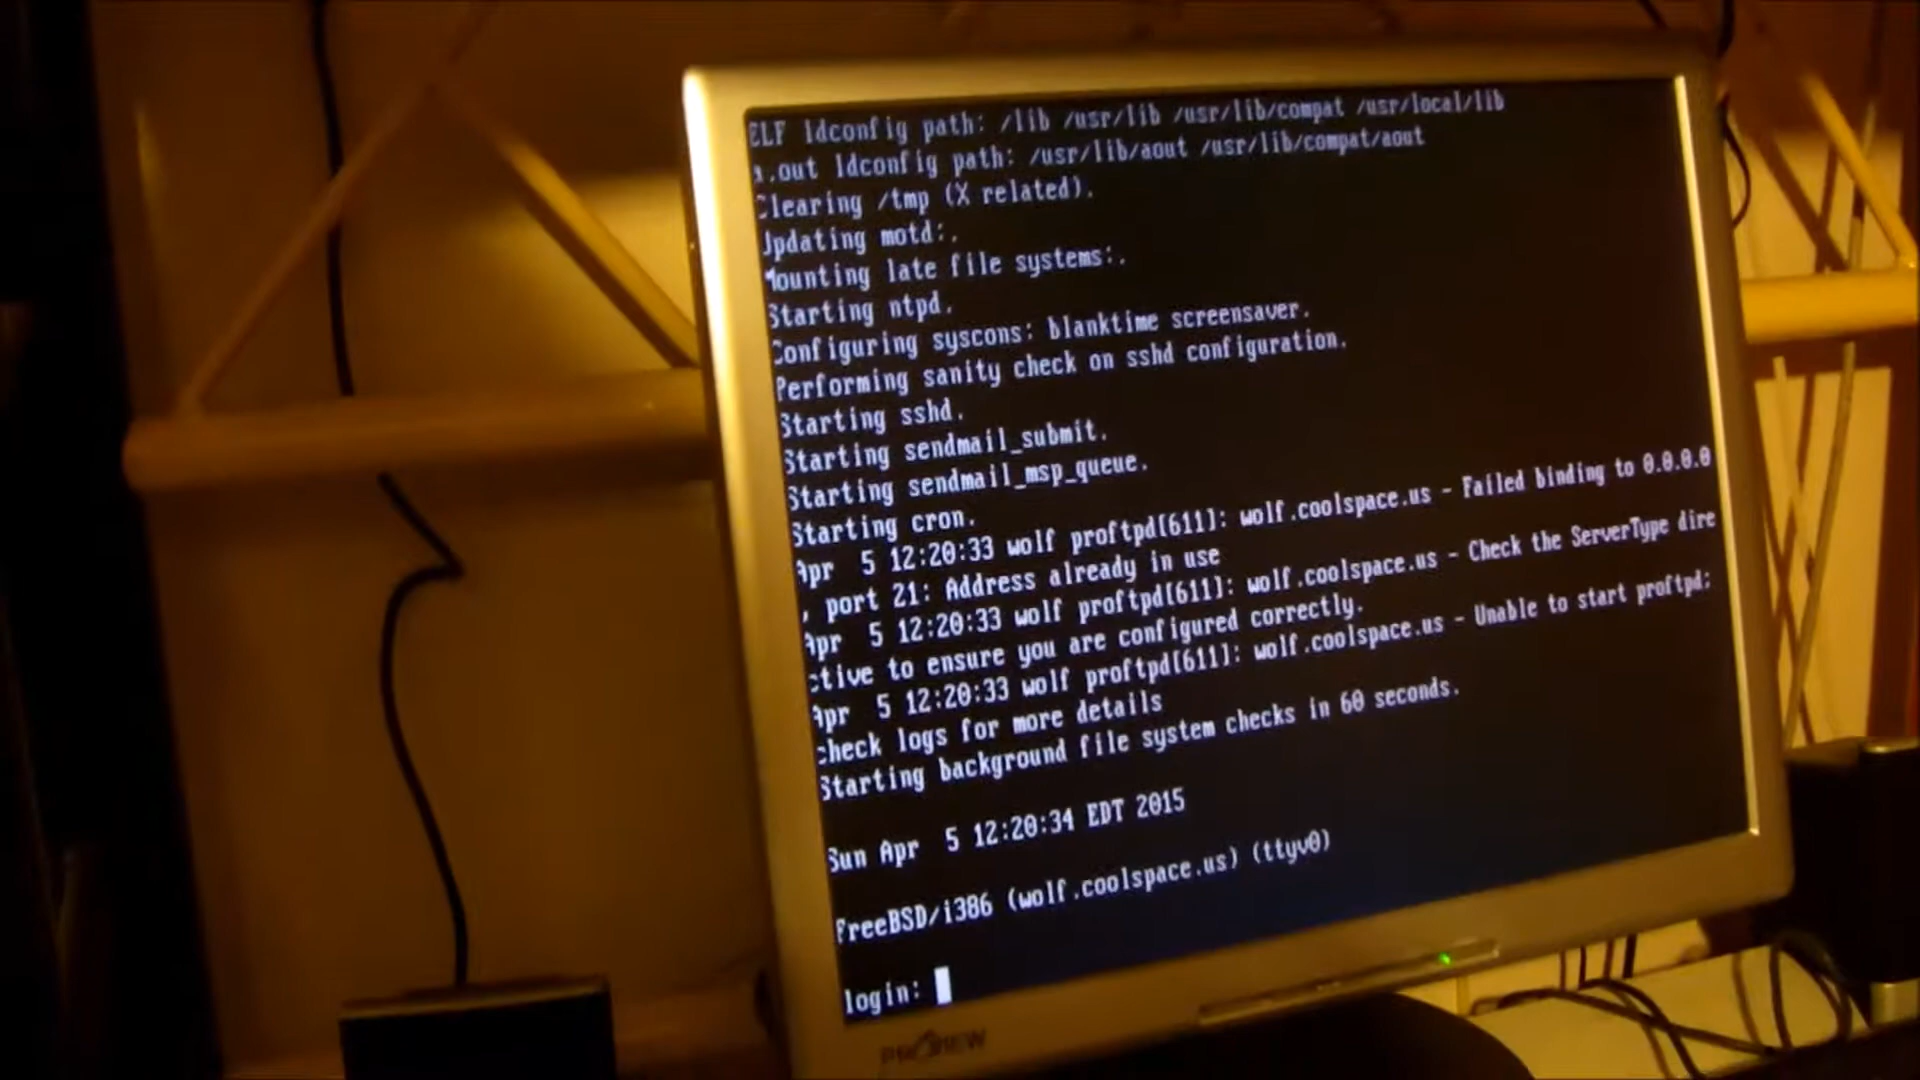 ELF ldconfig path: /lib /usr/lib /usr/lib/compat /usr/local/lib
a.out ldconfig path: /usr/lib/aout /usr/lib/compat/aout
Clearing /tmp (X related).
Updating motd:.
Mounting late file systems:.
Starting ntpd.
Configuring syscons: blanktime screensaver.
Performing sanity check on sshd configuration.
Starting sshd.
Starting sendmail_submit.
Starting sendmail_msp_queue.
Starting cron.
Apr  5 12:20:33 wolf proftpd[611]: wolf.coolspace.us - Failed binding to 0.0.0.0
, port 21: Address already in use
Apr  5 12:20:33 wolf proftpd[611]: wolf.coolspace.us - Check the ServerType dire
ctive to ensure you are configured correctly.
Apr  5 12:20:33 wolf proftpd[611]: wolf.coolspace.us - Unable to start proftpd;
check logs for more details
Starting background file system checks in 60 seconds.
Sun Apr  5 12:20:34 EDT 2015
FreeBSD/i386 (wolf.coolspace.us) (ttyv0)
login:
PROVIEW